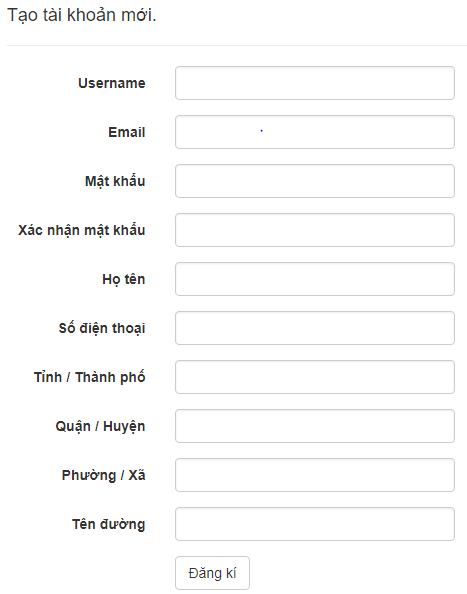 Tạo tài khoản mới.
Username
Email
Mật khẩu
Xác nhận mật khẩu
Họ tên
Số điện thoại
Tỉnh / Thành phố
Quận / Huyện
Phường / Xã
Tên đường
Đăng kí